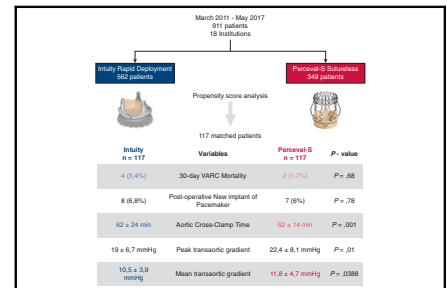 March 2011 - May 2017
911 patients
18 Institutions
Intuity Rapid Deployment
562 patients
Perceval-S Sutureless
349 patients
Propensity score analysis
117 matched patients
Intuity
n = 117
Variables
Perceval-S
n = 117
P - value
4 (3,4%) 30-day VARC Mortality 2 (1,7%) P = ,68
8 (6,8%) Post-operative New implant of Pacemaker 7 (6%) P = ,78
62 ± 24 min Aortic Cross-Clamp Time 52 ± 14 min P = ,001
19 ± 6,7 mmHg Peak transaortic gradient 22,4 ± 8,1 mmHg P = ,01
10,5 ± 3,9 mmHg Mean transaortic gradient 11,8 ± 4,7 mmHg P = ,0388